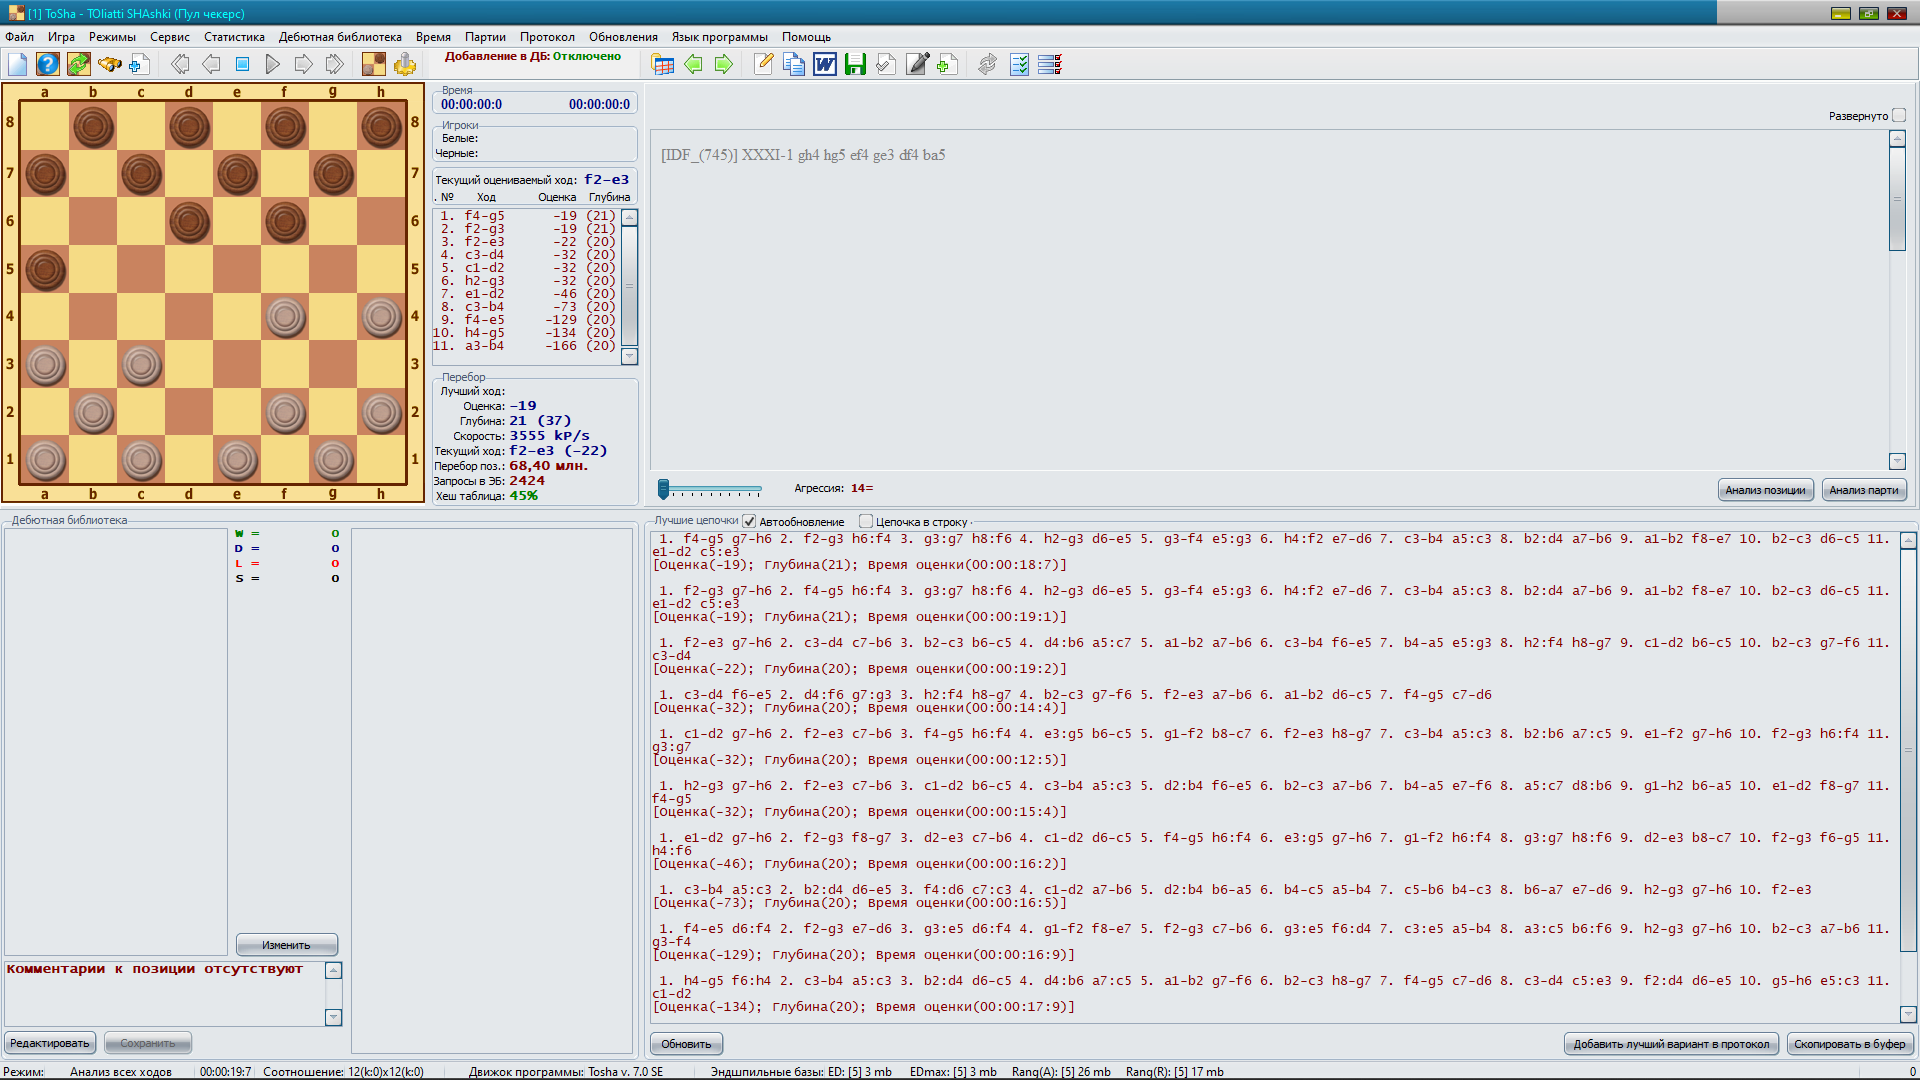 [1] ToSha - TOliatti SHAshki (Пул чекерс)
Файл Игра Режимы Сервис Статистика Дебютная библиотека Время Партии Протокол Обновления Язык программы Помощь
Добавление в ДБ: Отключено
a b c d e f g h
8 8
7 7
6 6
5 5
4 4
3 3
2 2
1 1
a b c d e f g h
Время
00:00:00:0 00:00:00:0
Игроки
Белые:
Черные:
Текущий оцениваемый ход: f2-e3
. № Ход Оценка Глубина
1. f4-g5 -19 (21)
2. f2-g3 -19 (21)
3. f2-e3 -22 (20)
4. c3-d4 -32 (20)
5. c1-d2 -32 (20)
6. h2-g3 -32 (20)
7. e1-d2 -46 (20)
8. c3-b4 -73 (20)
9. f4-e5 -129 (20)
10. h4-g5 -134 (20)
11. a3-b4 -166 (20)
Перебор
Лучший ход:
Оценка: -19
Глубина: 21 (37)
Скорость: 3555 kP/s
Текущий ход: f2-e3 (-22)
Перебор поз.: 68,40 млн.
Запросы в ЭБ: 2424
Хеш таблица: 45%
Развернуто
[IDF_(745)] XXXI-1 gh4 hg5 ef4 ge3 df4 ba5
Агрессия: 14=
Анализ позиции Анализ парти
Дебютная библиотека
W = 0
D = 0
L = 0
S = 0
Изменить
Комментарии к позиции отсутствуют
Редактировать Сохранить
Лучшие цепочки Автообновление Цепочка в строку
1. f4-g5 g7-h6 2. f2-g3 h6:f4 3. g3:g7 h8:f6 4. h2-g3 d6-e5 5. g3-f4 e5:g3 6. h4:f2 e7-d6 7. c3-b4 a5:c3 8. b2:d4 a7-b6 9. a1-b2 f8-e7 10. b2-c3 d6-c5 11.
e1-d2 c5:e3
[Оценка(-19); Глубина(21); Время оценки(00:00:18:7)]
1. f2-g3 g7-h6 2. f4-g5 h6:f4 3. g3:g7 h8:f6 4. h2-g3 d6-e5 5. g3-f4 e5:g3 6. h4:f2 e7-d6 7. c3-b4 a5:c3 8. b2:d4 a7-b6 9. a1-b2 f8-e7 10. b2-c3 d6-c5 11.
e1-d2 c5:e3
[Оценка(-19); Глубина(21); Время оценки(00:00:19:1)]
1. f2-e3 g7-h6 2. c3-d4 c7-b6 3. b2-c3 b6-c5 4. d4:b6 a5:c7 5. a1-b2 a7-b6 6. c3-b4 f6-e5 7. b4-a5 e5:g3 8. h2:f4 h8-g7 9. c1-d2 b6-c5 10. b2-c3 g7-f6 11.
c3-d4
[Оценка(-22); Глубина(20); Время оценки(00:00:19:2)]
1. c3-d4 f6-e5 2. d4:f6 g7:g3 3. h2:f4 h8-g7 4. b2-c3 g7-f6 5. f2-e3 a7-b6 6. a1-b2 d6-c5 7. f4-g5 c7-d6
[Оценка(-32); Глубина(20); Время оценки(00:00:14:4)]
1. c1-d2 g7-h6 2. f2-e3 c7-b6 3. f4-g5 h6:f4 4. e3:g5 b6-c5 5. g1-f2 b8-c7 6. f2-e3 h8-g7 7. c3-b4 a5:c3 8. b2:b6 a7:c5 9. e1-f2 g7-h6 10. f2-g3 h6:f4 11.
g3:g7
[Оценка(-32); Глубина(20); Время оценки(00:00:12:5)]
1. h2-g3 g7-h6 2. f2-e3 c7-b6 3. c1-d2 b6-c5 4. c3-b4 a5:c3 5. d2:b4 f6-e5 6. b2-c3 a7-b6 7. b4-a5 e7-f6 8. a5:c7 d8:b6 9. g1-h2 b6-a5 10. e1-d2 f8-g7 11.
f4-g5
[Оценка(-32); Глубина(20); Время оценки(00:00:15:4)]
1. e1-d2 g7-h6 2. f2-g3 f8-g7 3. d2-e3 c7-b6 4. c1-d2 d6-c5 5. f4-g5 h6:f4 6. e3:g5 g7-h6 7. g1-f2 h6:f4 8. g3:g7 h8:f6 9. d2-e3 b8-c7 10. f2-g3 f6-g5 11.
h4:f6
[Оценка(-46); Глубина(20); Время оценки(00:00:16:2)]
1. c3-b4 a5:c3 2. b2:d4 d6-e5 3. f4:d6 c7:c3 4. c1-d2 a7-b6 5. d2:b4 b6-a5 6. b4-c5 a5-b4 7. c5-b6 b4-c3 8. b6-a7 e7-d6 9. h2-g3 g7-h6 10. f2-e3
[Оценка(-73); Глубина(20); Время оценки(00:00:16:5)]
1. f4-e5 d6:f4 2. f2-g3 e7-d6 3. g3:e5 d6:f4 4. g1-f2 f8-e7 5. f2-g3 c7-b6 6. g3:e5 f6:d4 7. c3:e5 a5-b4 8. a3:c5 b6:f6 9. h2-g3 g7-h6 10. b2-c3 a7-b6 11.
g3-f4
[Оценка(-129); Глубина(20); Время оценки(00:00:16:9)]
1. h4-g5 f6:h4 2. c3-b4 a5:c3 3. b2:d4 d6-c5 4. d4:b6 a7:c5 5. a1-b2 g7-f6 6. b2-c3 h8-g7 7. f4-g5 c7-d6 8. c3-d4 c5:e3 9. f2:d4 d6-e5 10. g5-h6 e5:c3 11.
c1-d2
[Оценка(-134); Глубина(20); Время оценки(00:00:17:9)]
Обновить Добавить лучший вариант в протокол Скопировать в буфер
Режим: Анализ всех ходов 00:00:19:7 Соотношение: 12(k:0)x12(k:0) Движок программы: Tosha v. 7.0 SE Эндшпильные базы: ED: [5] 3 mb EDmax: [5] 3 mb Rang(A): [5] 26 mb Rang(R): [5] 17 mb 0